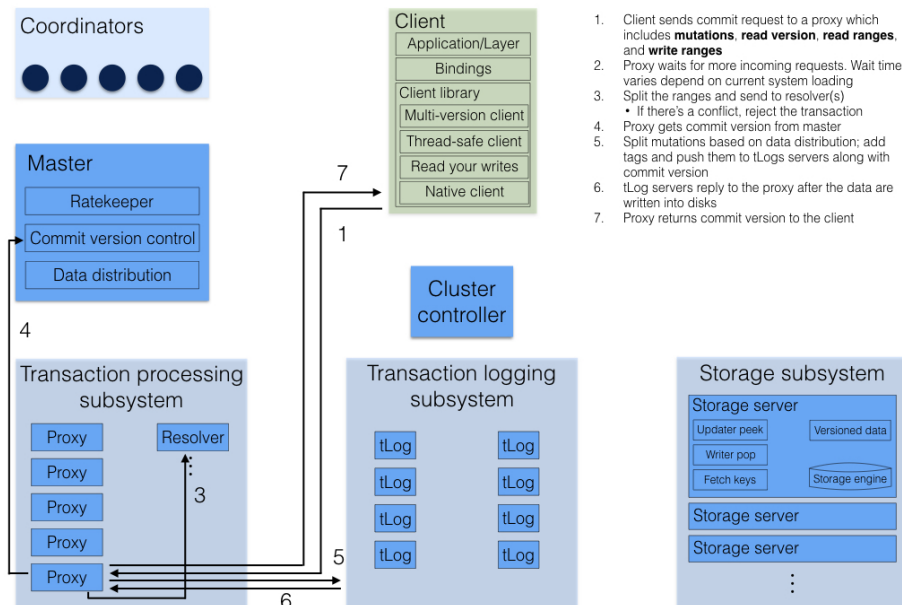 Coordinators
Master
Ratekeeper
Commit version control
Data distribution
4
Client
Application/Layer
Bindings
Client library
Multi-version client
Thread-safe client
Read your writes
Native client
7
1
Cluster
controller
1. Client sends commit request to a proxy which
includes mutations, read version, read ranges,
and write ranges
2. Proxy waits for more incoming requests. Wait time
varies depend on current system loading
3. Split the ranges and send to resolver(s)
• If there's a conflict, reject the transaction
4. Proxy gets commit version from master
5. Split mutations based on data distribution; add
tags and push them to tLogs servers along with
commit version
6. tLog servers reply to the proxy after the data are
written into disks
7. Proxy returns commit version to the client
Transaction processing
subsystem
Proxy
Proxy
Proxy
Proxy
Proxy
Resolver
3
5
6
Transaction logging
subsystem
tLog
tLog
tLog
tLog
tLog
tLog
tLog
tLog
Storage subsystem
Storage server
Updater peek
Versioned data
Writer pop
Fetch keys
Storage engine
Storage server
Storage server